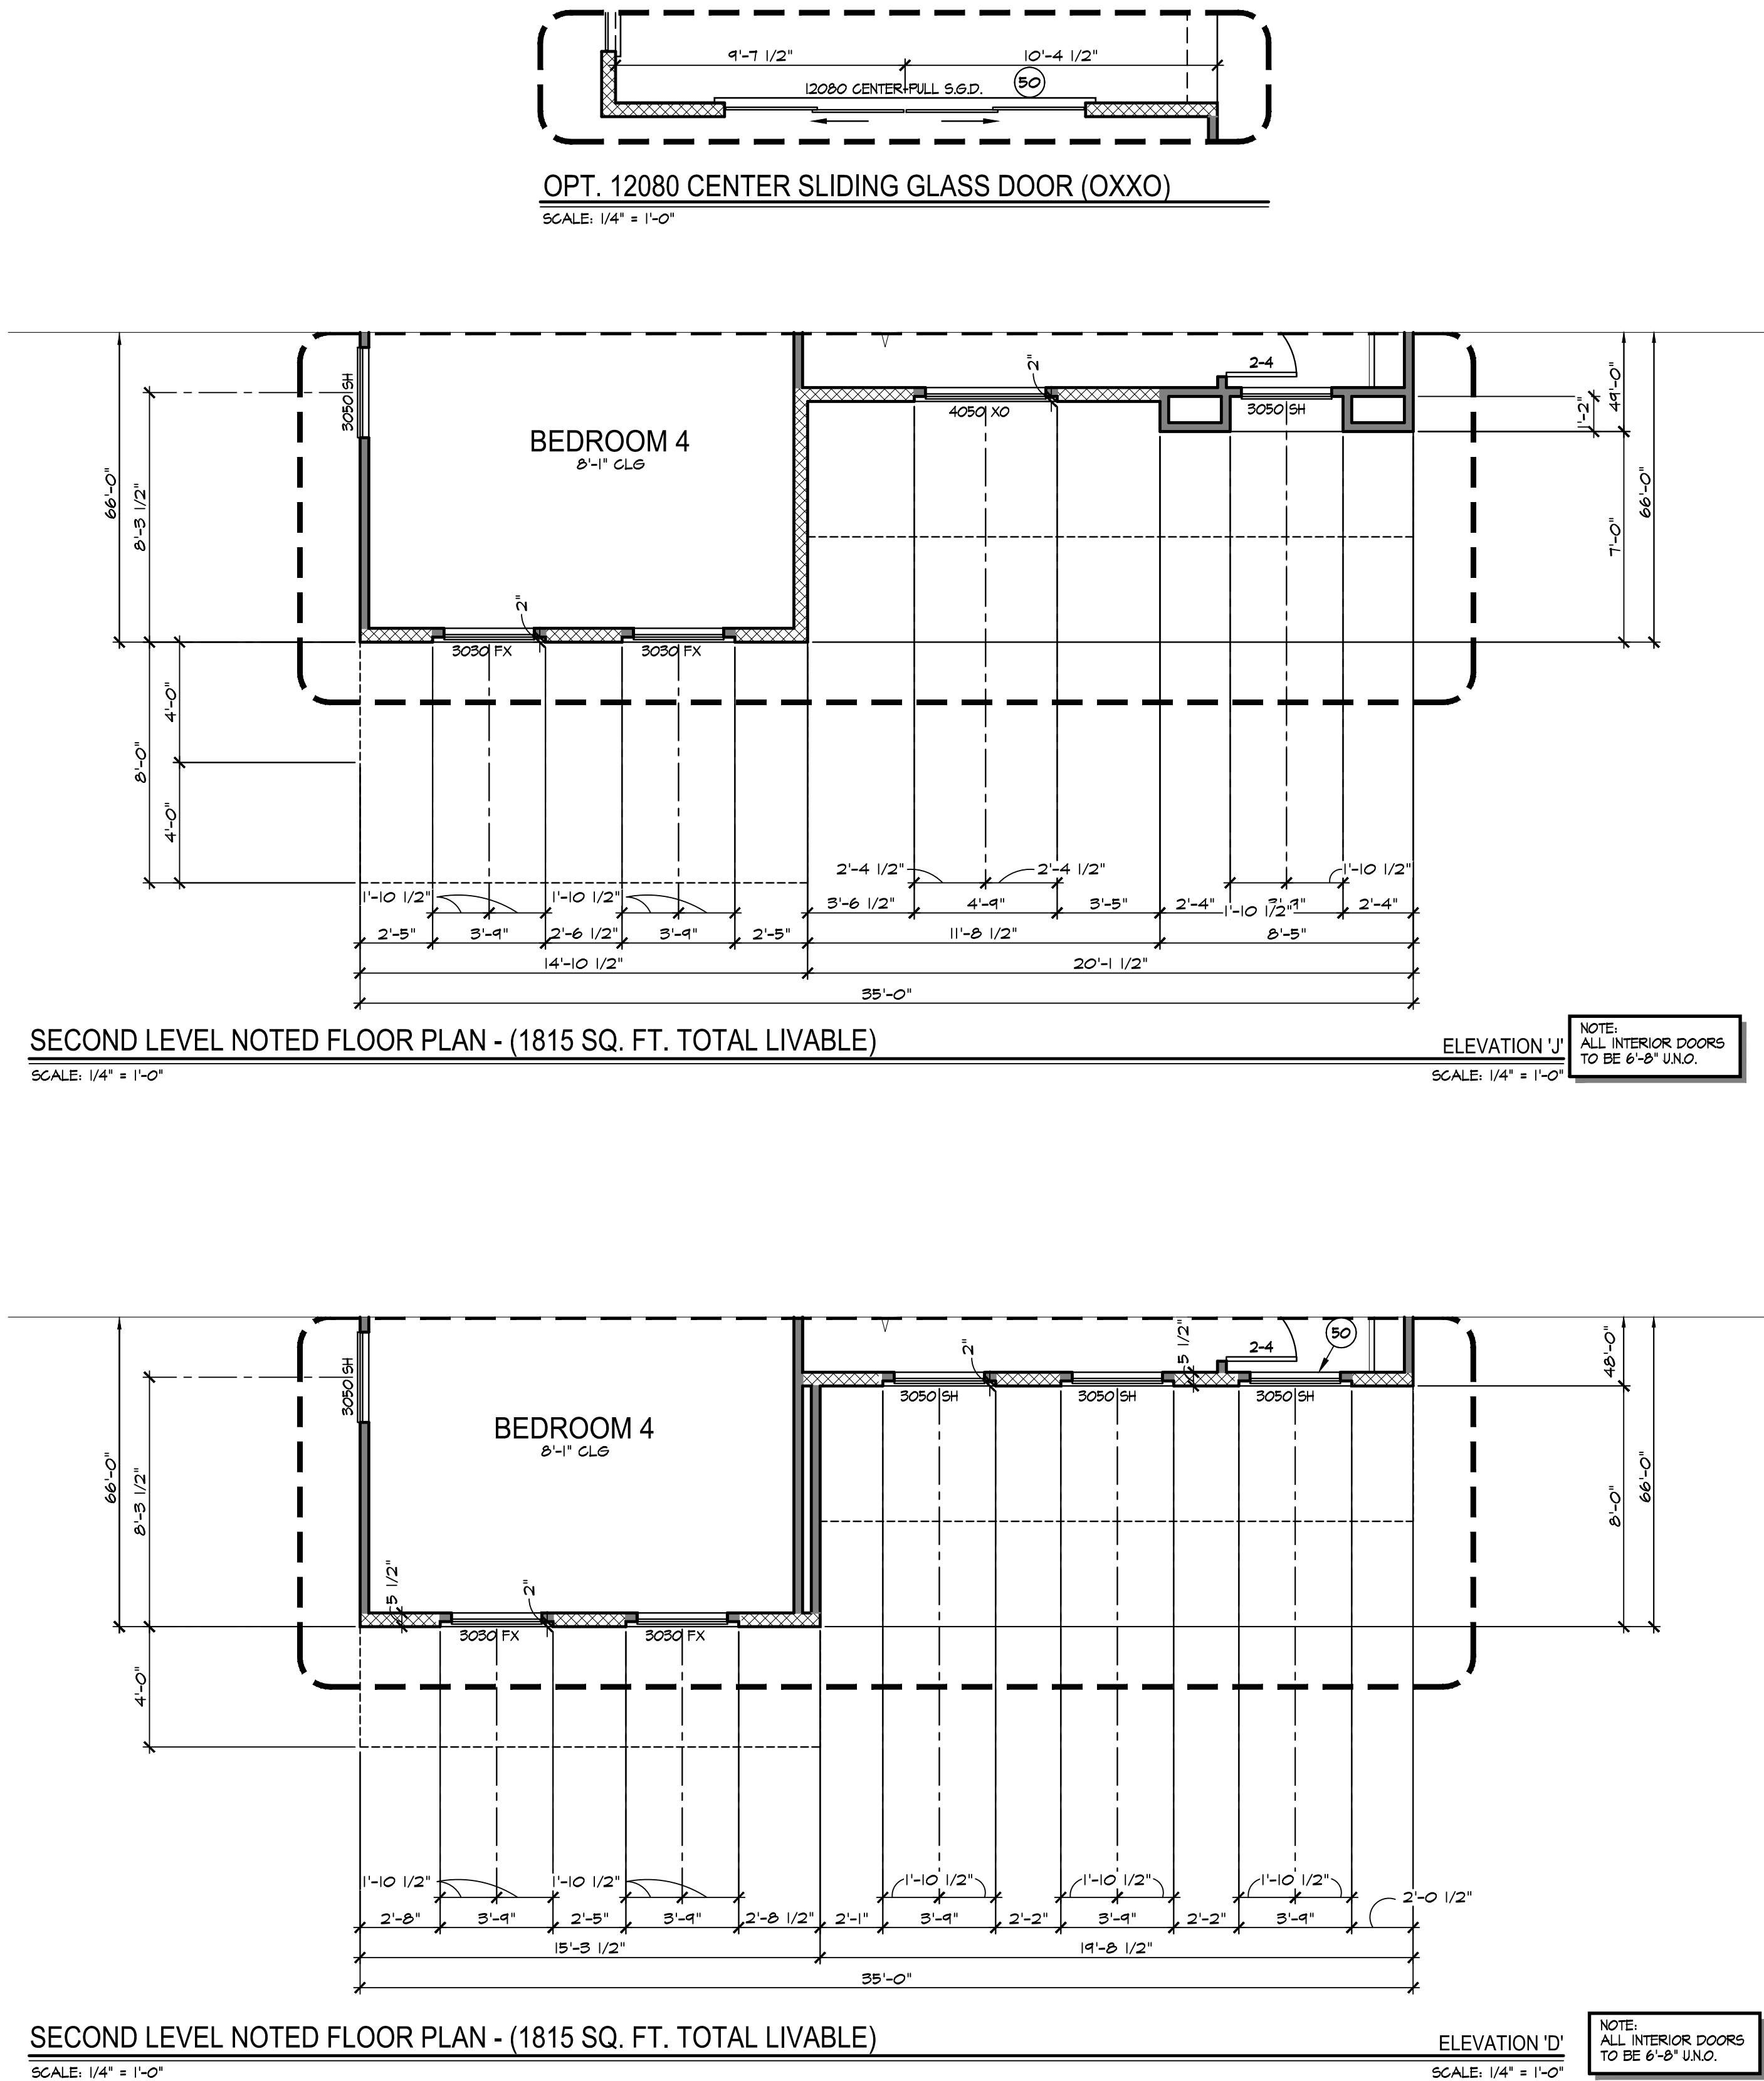 9'-7 1/2"
10'-4 1/2"
12080 CENTER-PULL S.G.D.
50
OPT. 12080 CENTER SLIDING GLASS DOOR (OXXO)
SCALE: 1/4" = 1'-0"
2-4
2"
3050 SH
4050 XO
3050 SH
1'-2"
49'-0"
BEDROOM 4
8'-1" CLG
66'-0"
8'-3 1/2"
7'-0"
66'-0"
2"
3030 FX
3030 FX
4'-0"
8'-0"
4'-0"
2'-4 1/2"
2'-4 1/2"
1'-10 1/2"
1'-10 1/2"
1'-10 1/2"
3'-6 1/2"
4'-9"
3'-5"
2'-4"
3'-9"
1'-10 1/2"
2'-4"
2'-5"
3'-9"
2'-6 1/2"
3'-9"
2'-5"
11'-8 1/2"
8'-5"
14'-10 1/2"
20'-1 1/2"
35'-0"
SECOND LEVEL NOTED FLOOR PLAN - (1815 SQ. FT. TOTAL LIVABLE)
SCALE: 1/4" = 1'-0"
ELEVATION 'J'
SCALE: 1/4" = 1'-0"
NOTE:
ALL INTERIOR DOORS
TO BE 6'-8" U.N.O.
50
2-4
2"
5 1/2"
3050 SH
3050 SH
3050 SH
3050 SH
48'-0"
BEDROOM 4
8'-1" CLG
66'-0"
8'-3 1/2"
8'-0"
66'-0"
5 1/2"
2"
3030 FX
3030 FX
4'-0"
1'-10 1/2"
1'-10 1/2"
1'-10 1/2"
1'-10 1/2"
1'-10 1/2"
2'-0 1/2"
2'-8"
3'-9"
2'-5"
3'-9"
2'-8 1/2"
2'-1"
3'-9"
2'-2"
3'-9"
2'-2"
3'-9"
15'-3 1/2"
19'-8 1/2"
35'-0"
SECOND LEVEL NOTED FLOOR PLAN - (1815 SQ. FT. TOTAL LIVABLE)
SCALE: 1/4" = 1'-0"
ELEVATION 'D'
SCALE: 1/4" = 1'-0"
NOTE:
ALL INTERIOR DOORS
TO BE 6'-8" U.N.O.